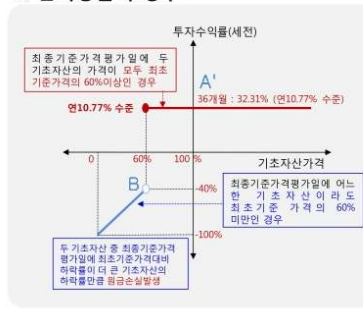 투자수익률(세전)
최종기준가격평가일에 두
기초자산의 가격이 모두 최초
기준가격의 60%이상인 경우
A'
36개월 : 32.31% (연10.77% 수준)
연10.77% 수준
0 60% 100 %
기초자산가격
B
-40%
최종기준가격평가일에 어느
한 기초자산이라도
최초기준 가격의 60%
미만인 경우
-100%
두 기초자산 중 최종기준가격
평가일에 최초기준가격대비
하락률이 더 큰 기초자산의
하락률만큼 원금손실발생